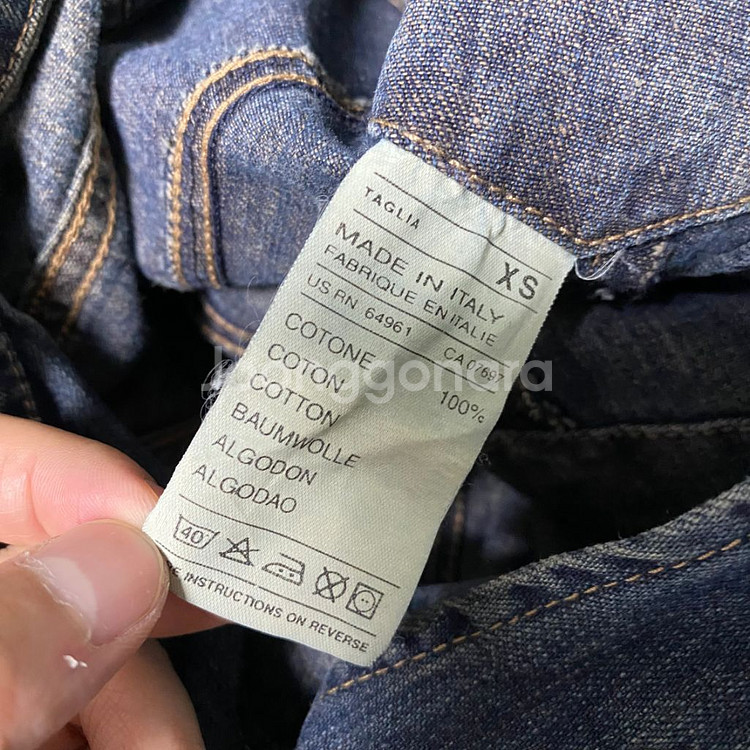 TAGLIA XS
MADE IN ITALY
FABRIQUE EN ITALIE
US RN 64961
COTONE 100%
COTON
COTTON
BAUMWOLLE
ALGODON
ALGODAO
40°
INSTRUCTIONS ON REVERSE